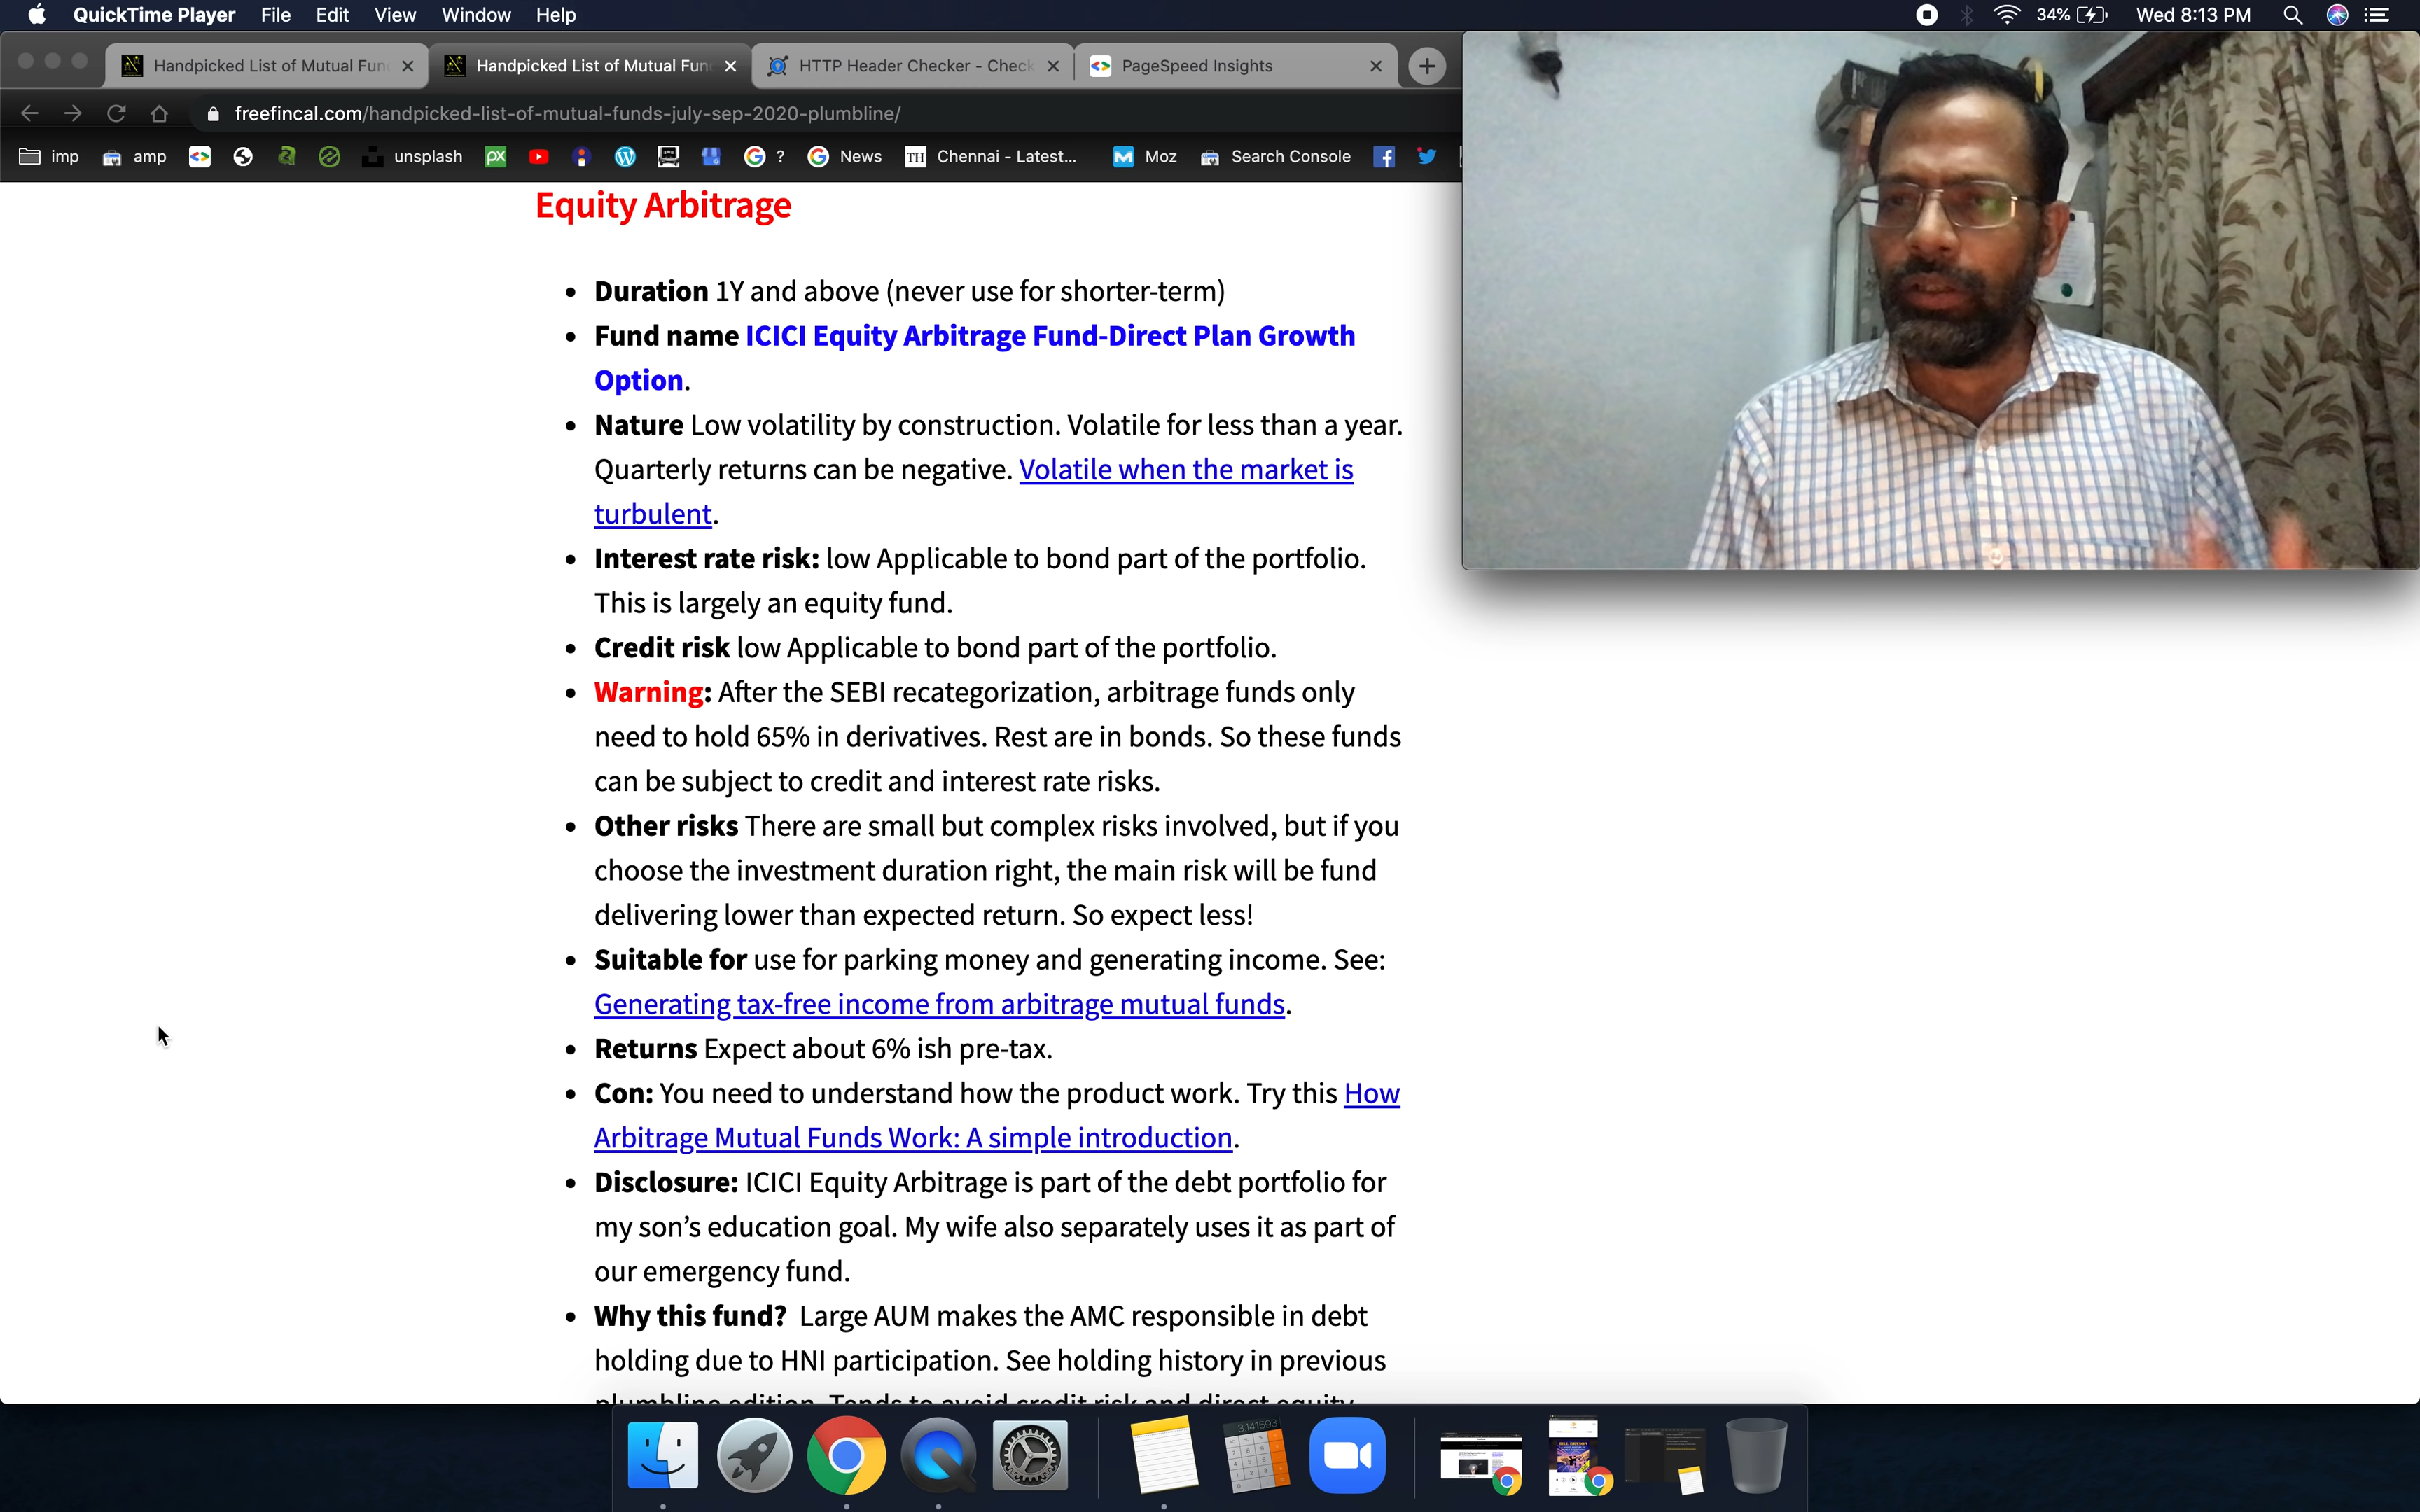 QuickTime Player File Edit View Window Help 34% Wed 8:13 PM
Handpicked List of Mutual Fun Handpicked List of Mutual Fun HTTP Header Checker - Check PageSpeed Insights
freefincal.com/handpicked-list-of-mutual-funds-july-sep-2020-plumbline/
imp amp unsplash px ? News TH Chennai - Latest... Moz Search Console
Equity Arbitrage
• Duration 1Y and above (never use for shorter-term)
• Fund name ICICI Equity Arbitrage Fund-Direct Plan Growth
Option.
• Nature Low volatility by construction. Volatile for less than a year.
Quarterly returns can be negative. Volatile when the market is
turbulent.
• Interest rate risk: low Applicable to bond part of the portfolio.
This is largely an equity fund.
• Credit risk low Applicable to bond part of the portfolio.
• Warning: After the SEBI recategorization, arbitrage funds only
need to hold 65% in derivatives. Rest are in bonds. So these funds
can be subject to credit and interest rate risks.
• Other risks There are small but complex risks involved, but if you
choose the investment duration right, the main risk will be fund
delivering lower than expected return. So expect less!
• Suitable for use for parking money and generating income. See:
Generating tax-free income from arbitrage mutual funds.
• Returns Expect about 6% ish pre-tax.
• Con: You need to understand how the product work. Try this How
Arbitrage Mutual Funds Work: A simple introduction.
• Disclosure: ICICI Equity Arbitrage is part of the debt portfolio for
my son’s education goal. My wife also separately uses it as part of
our emergency fund.
• Why this fund? Large AUM makes the AMC responsible in debt
holding due to HNI participation. See holding history in previous
plumbline edition. Tends to avoid credit risk and direct equity
3.141593